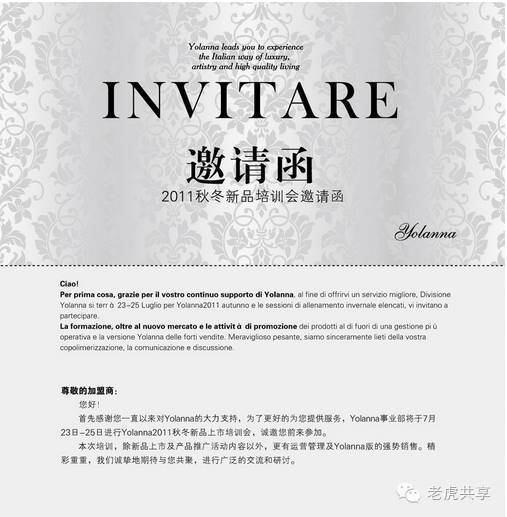 Yolanna leads you to experience
the Italian way of luxury,
artistry and high quality living
INVITARE
邀请函
2011秋冬新品培训会邀请函
Yolanna
Ciao!
Per prima cosa, grazie per il vostro continuo supporto di Yolanna, al fine di offrirvi un servizio migliore, Divisione
Yolanna si terr à 23-25 Luglio per Yolanna2011 autunno e le sessioni di allenamento invernale elencati, vi invitano a
partecipare.
La formazione, oltre al nuovo mercato e le attivit à di promozione dei prodotti al di fuori di una gestione pi ù
operativa e la versione Yolanna delle forti vendite. Meraviglioso pesante, siamo sinceramente lieti della vostra
copolimerizzazione, la comunicazione e discussione.
尊敬的加盟商：
您好！
首先感谢您一直以来对Yolanna的大力支持，为了更好的为您提供服务，Yolanna事业部将于7月
23日-25日进行Yolanna2011秋冬新品上市培训会，诚邀您前来参加。
本次培训，除新品上市及产品推广活动内容以外，更有运营管理及Yolanna版的强势销售。精
彩重重，我们诚挚地期待与您共聚，进行广泛的交流和研讨。
老虎共享